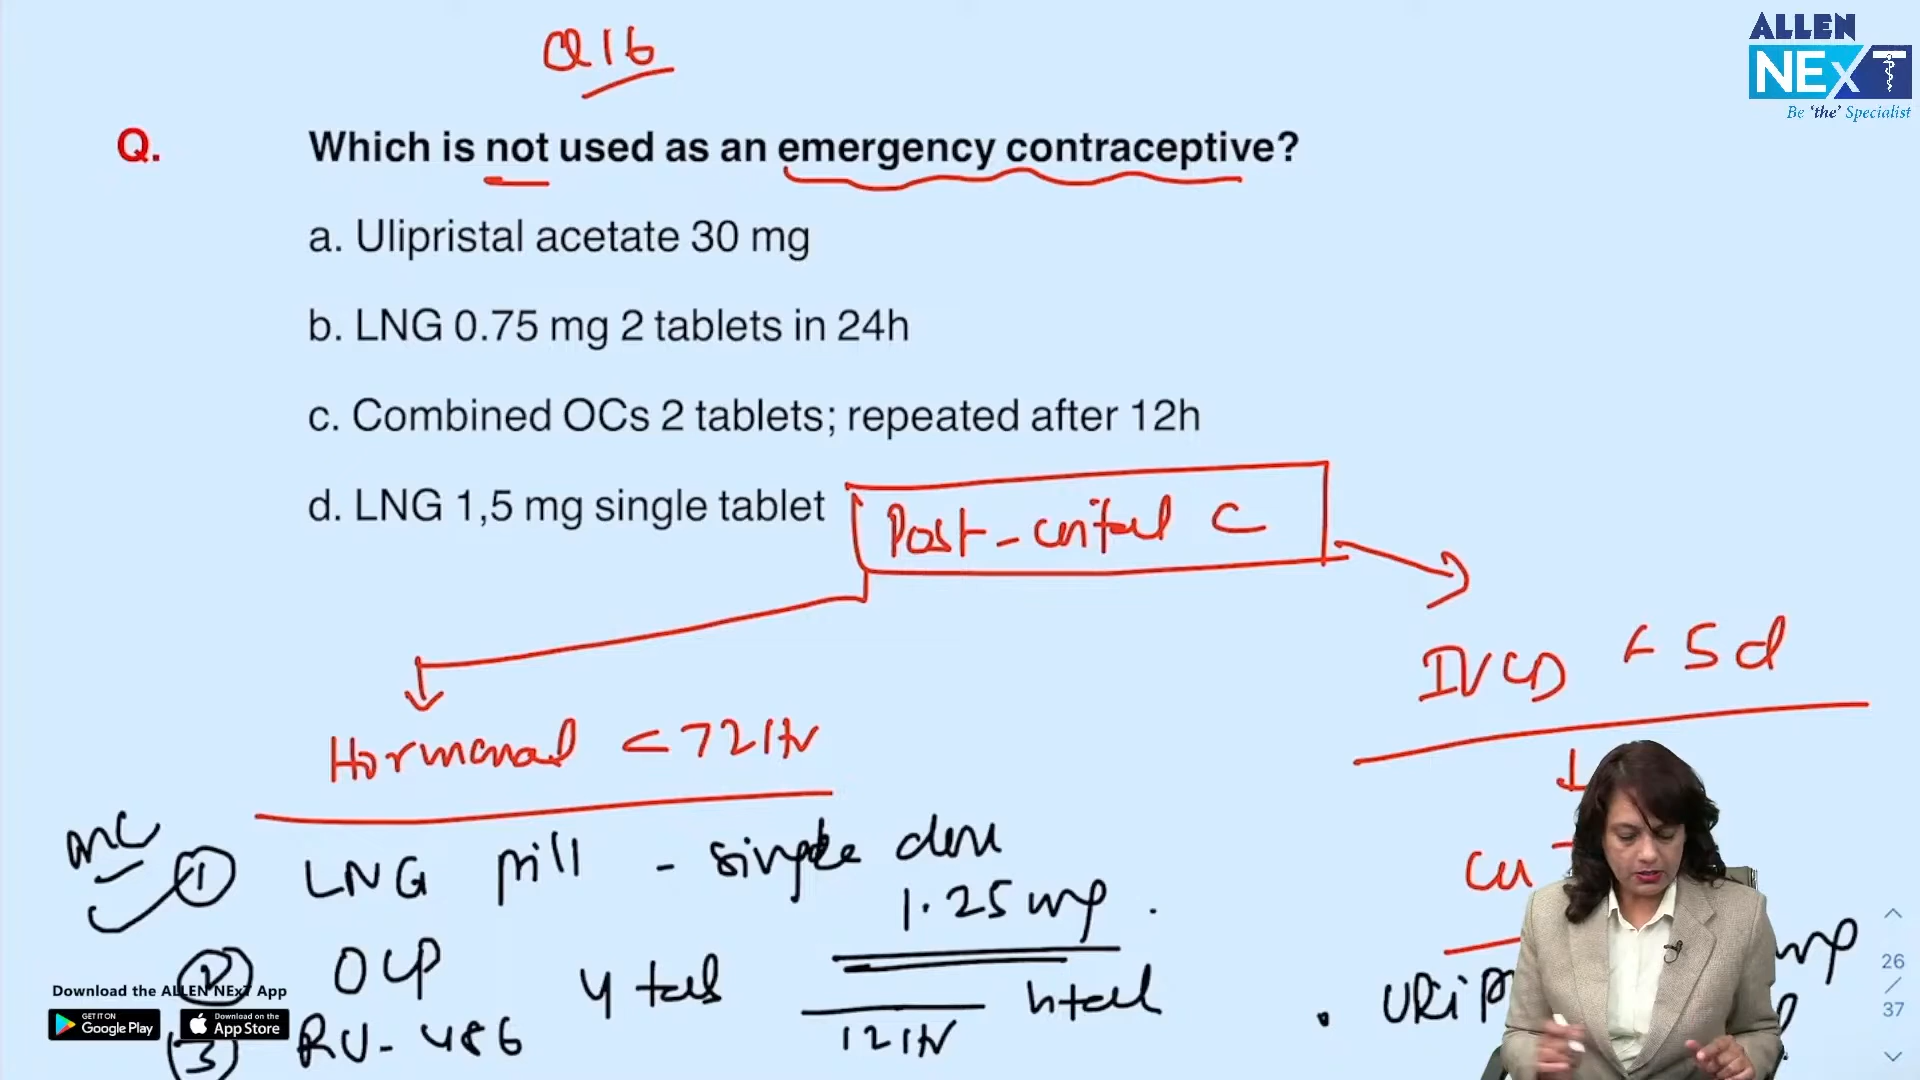 Q16
ALLEN
NExT
Be 'the' Specialist
Q. Which is not used as an emergency contraceptive?
a. Ulipristal acetate 30 mg
b. LNG 0.75 mg 2 tablets in 24h
c. Combined OCs 2 tablets; repeated after 12h
d. LNG 1,5 mg single tablet
Post-coital C
IUCD < 5d
Hormonal < 72 Hr
MC
1 LNG pill - single dose
1.25 mg.
Cu
2 OCP 4 tab 4 tab
12 Hr
3 RU-486
Download the ALLEN NExT App
GET IT ON
Google Play
Download on the
App Store
26
/
37